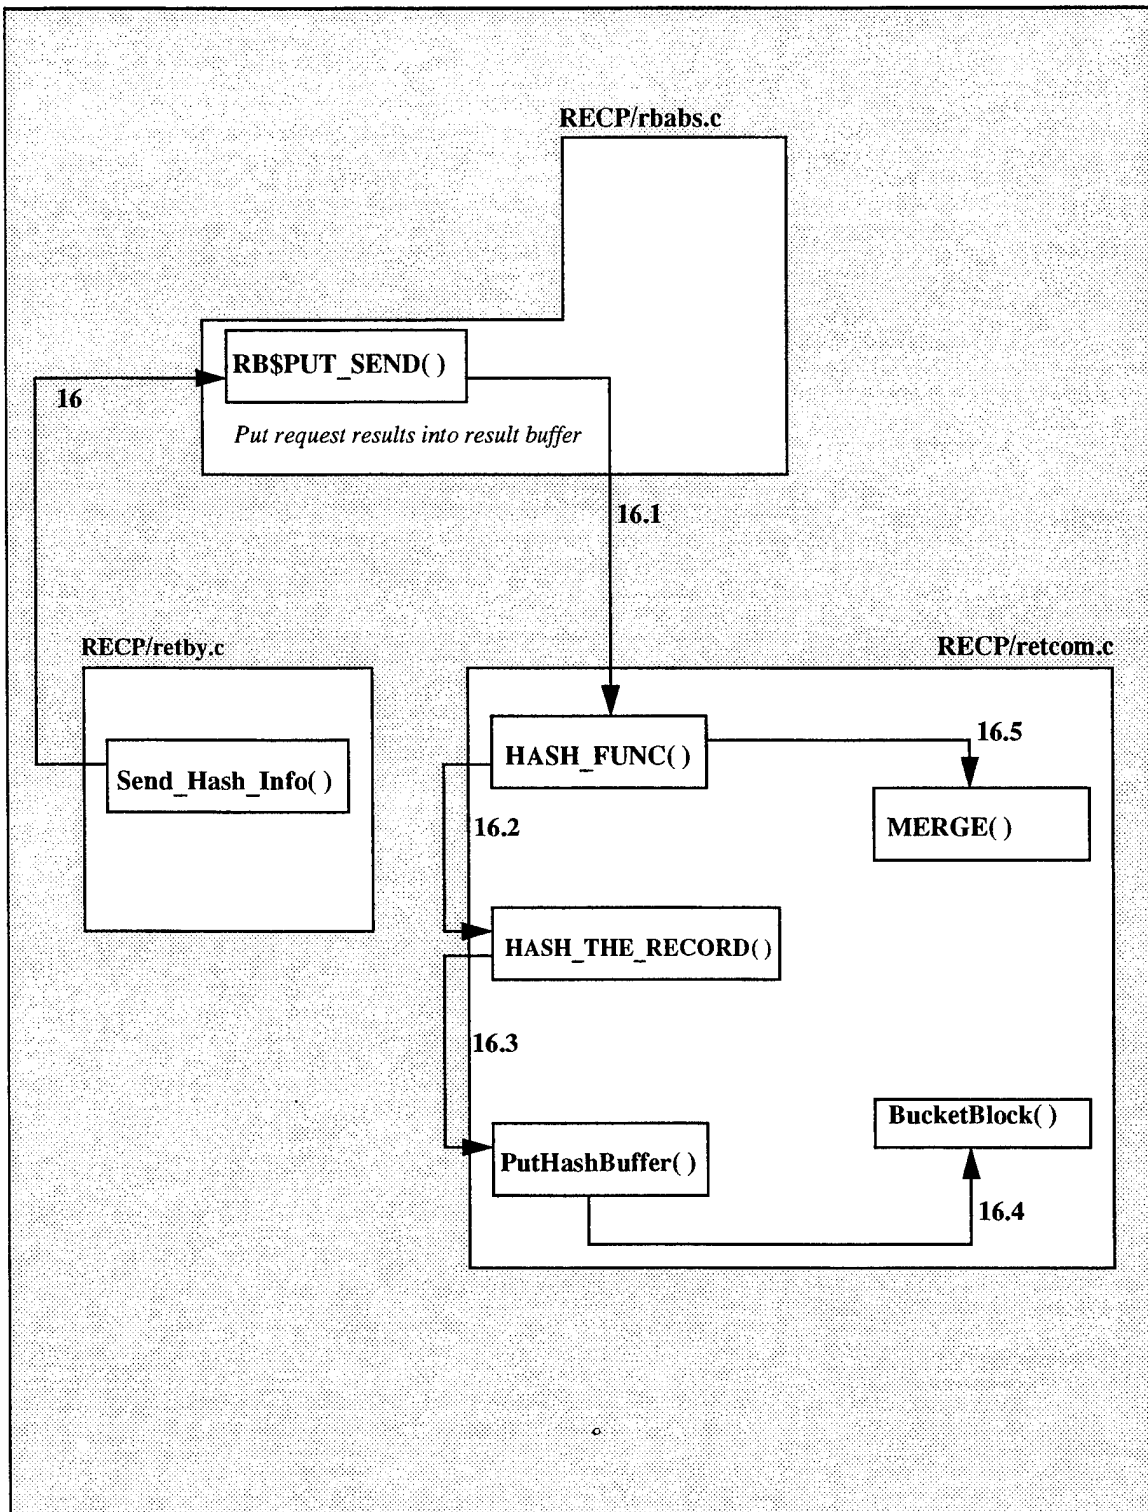 RECP/rbabs.c
RB$PUT_SEND( )
16
Put request results into result buffer
16.1
RECP/retby.c
RECP/retcom.c
HASH_FUNC( )
16.5
Send_Hash_Info( )
16.2
MERGE( )
HASH_THE_RECORD( )
16.3
BucketBlock( )
PutHashBuffer( )
16.4